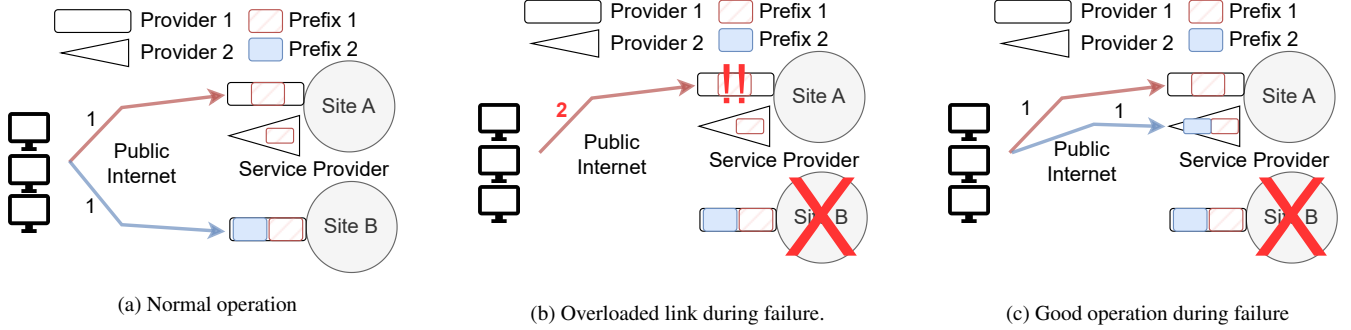 Provider 1
Prefix 1
Provider 2
Prefix 2
Site A
1
Public
Internet
Service Provider
1
Site B
(a) Normal operation
Provider 1
Prefix 1
Provider 2
Prefix 2
!!
Site A
2
Public
Internet
Service Provider
Site B
(b) Overloaded link during failure.
Provider 1
Prefix 1
Provider 2
Prefix 2
Site A
1
1
Public
Internet
Service Provider
Site B
(c) Good operation during failure